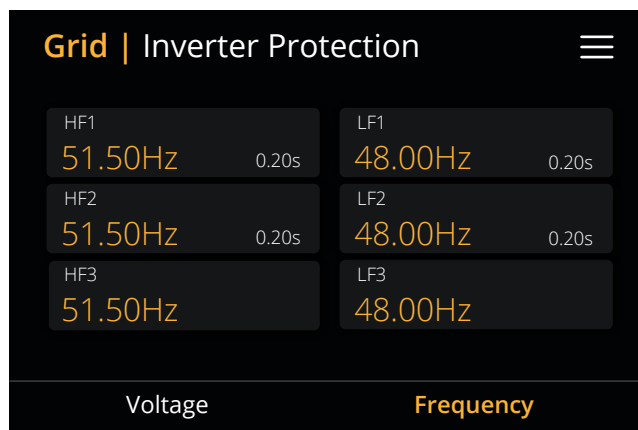 Grid | Inverter Protection
HF1
51.50Hz 0.20s
LF1
48.00Hz 0.20s
HF2
51.50Hz 0.20s
LF2
48.00Hz 0.20s
HF3
51.50Hz
LF3
48.00Hz
Voltage
Frequency